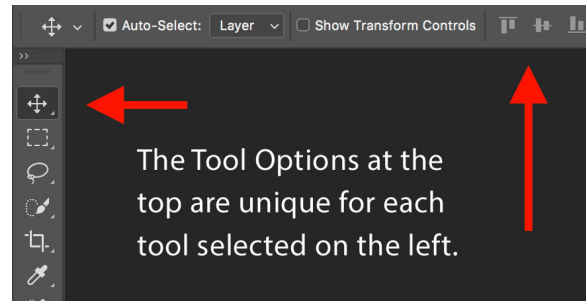 Auto-Select: Layer Show Transform Controls
The Tool Options at the
top are unique for each
tool selected on the left.